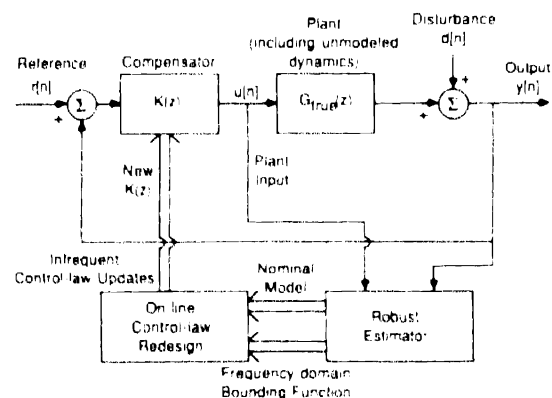 Plant
(including unmodeled
dynamics)
Disturbance
d[n]
Reference
r[n]
Compensator
Output
y[n]
+
Σ
K(z)
u[n]
Gtrue(z)
+
+
Σ
New
K(z)
Plant
Input
Infrequent
Control-law Updates
Nominal
Model
On line
Control-law
Redesign
Robust
Estimator
Frequency domain
Bounding Function